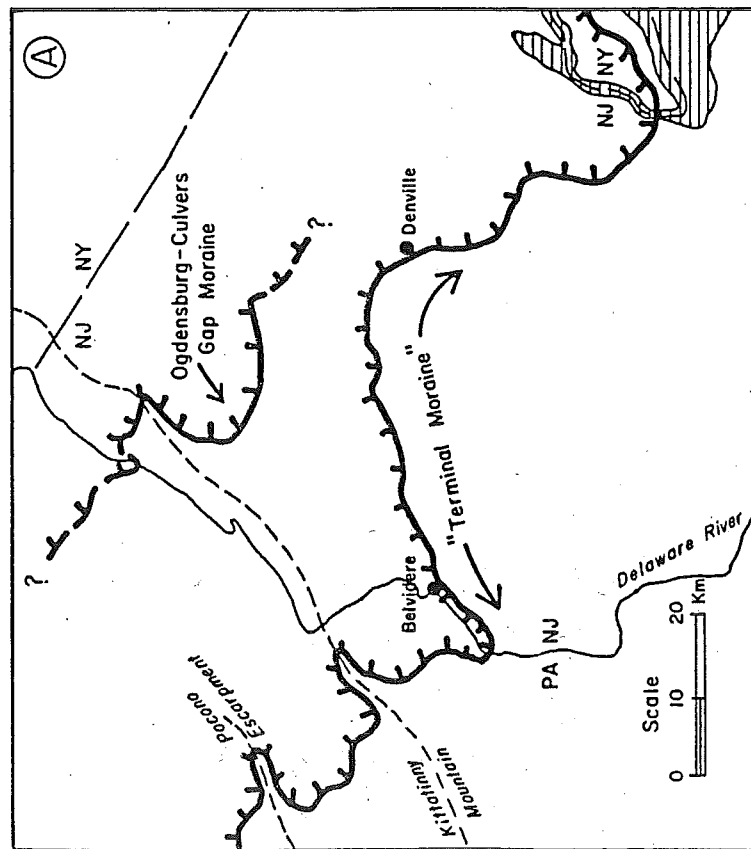 A
NJ
NY
Ogdensburg-Culvers
Gap Moraine
?
?
NJ
NY
Denville
"Terminal Moraine"
Belvidere
Pocono
Escarpment
Kittatinny
Mountain
PA
NJ
Delaware River
Scale
0 10 20
Km